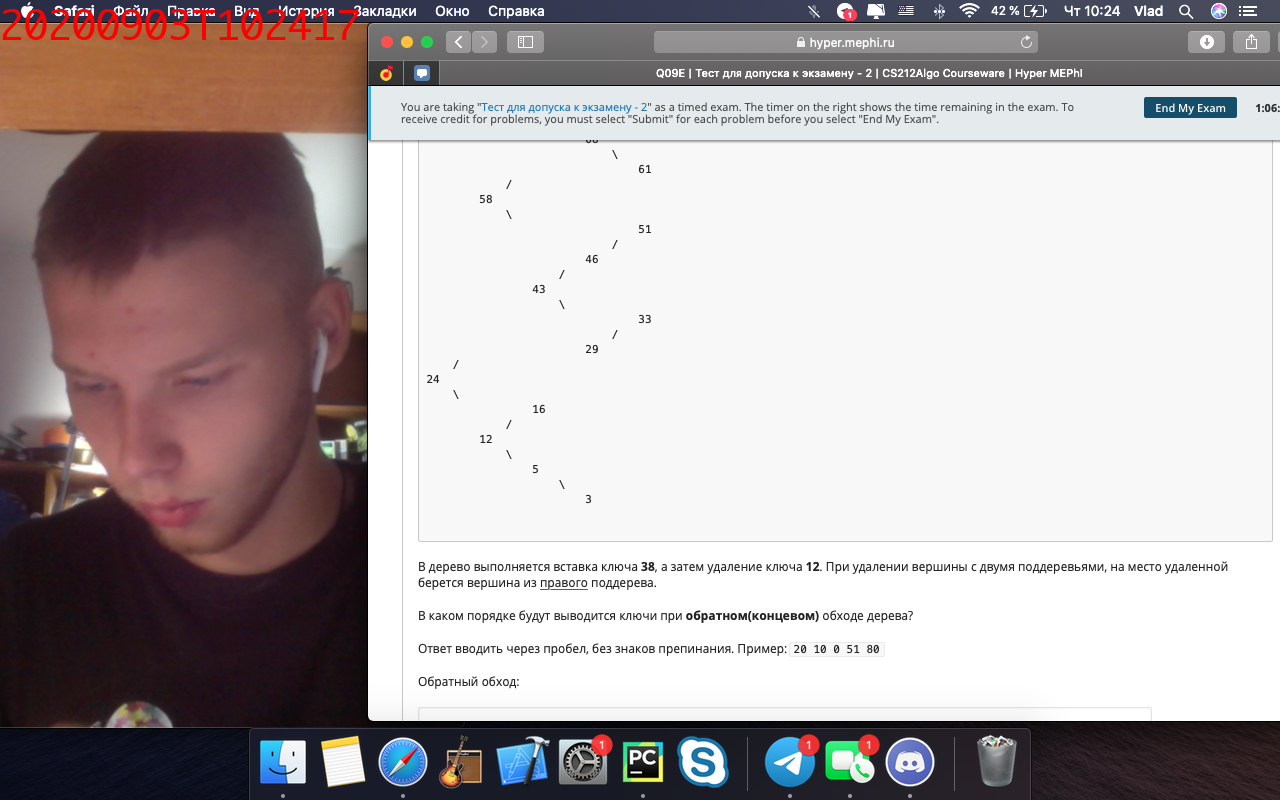 20200903T102417
Safari Файл Правка Вид История Закладки Окно Справка
1
42 %
Чт 10:24 Vlad
hyper.mephi.ru
Q09E | Тест для допуска к экзамену - 2 | CS212Algo Courseware | Hyper MEPhI
You are taking "Тест для допуска к экзамену - 2" as a timed exam. The timer on the right shows the time remaining in the exam. To
receive credit for problems, you must select "Submit" for each problem before you select "End My Exam".
End My Exam
1:06:
\
61
/
58
\
51
/
46
/
43
\
33
/
29
/
24
\
16
/
12
\
5
\
3
В дерево выполняется вставка ключа 38, а затем удаление ключа 12. При удалении вершины с двумя поддеревьями, на место удаленной
берется вершина из правого поддерева.
В каком порядке будут выводится ключи при обратном(концевом) обходе дерева?
Ответ вводить через пробел, без знаков препинания. Пример: 20 10 0 51 80
Обратный обход:
1
PC
1
1